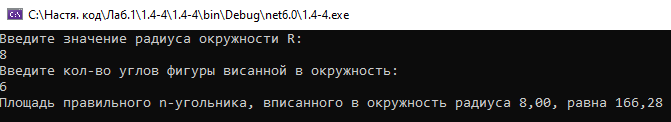 C:\Настя. код\Лаб.1\1.4-4\1.4-4\bin\Debug\net6.0\1.4-4.exe
Введите значение радиуса окружности R:
8
Введите кол-во углов фигуры висанной в окружность:
6
Площадь правильного n-угольника, вписанного в окружность радиуса 8,00, равна 166,28